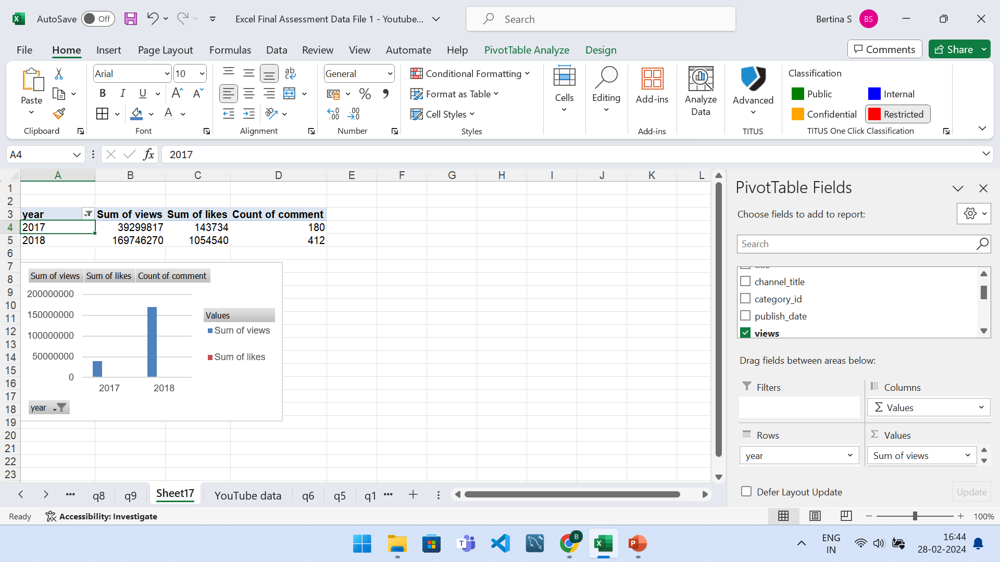 AutoSave Off Excel Final Assessment Data File 1 - Youtube... Search Bertina S BS
File Home Insert Page Layout Formulas Data Review View Automate Help PivotTable Analyze Design Comments Share
Paste Arial 10 General Conditional Formatting Format as Table Cell Styles Cells Editing Add-ins Analyze Data Advanced
Classification
Public Internal
Confidential Restricted
Clipboard Font Alignment Number Styles Add-ins TITUS TITUS One Click Classification
A4 fx 2017
A B C D E F G H I J K L
1
2
3 year Sum of views Sum of likes Count of comment
4 2017 39299817 143734 180
5 2018 169746270 1054540 412
6
7
8
9
10
11
12
13
14
15
16
17
18
19
20
21
22
23
Sum of views Sum of likes Count of comment
200000000
150000000
100000000
50000000
0
2017 2018
Values
Sum of views
Sum of likes
year
PivotTable Fields
Choose fields to add to report:
Search
title
channel_title
category_id
publish_date
views
Drag fields between areas below:
Filters Columns
Values
Rows Values
year Sum of views
Defer Layout Update Update
q8 q9 Sheet17 YouTube data q6 q5 q1
Ready Accessibility: Investigate 100%
ENG
IN
16:44
28-02-2024